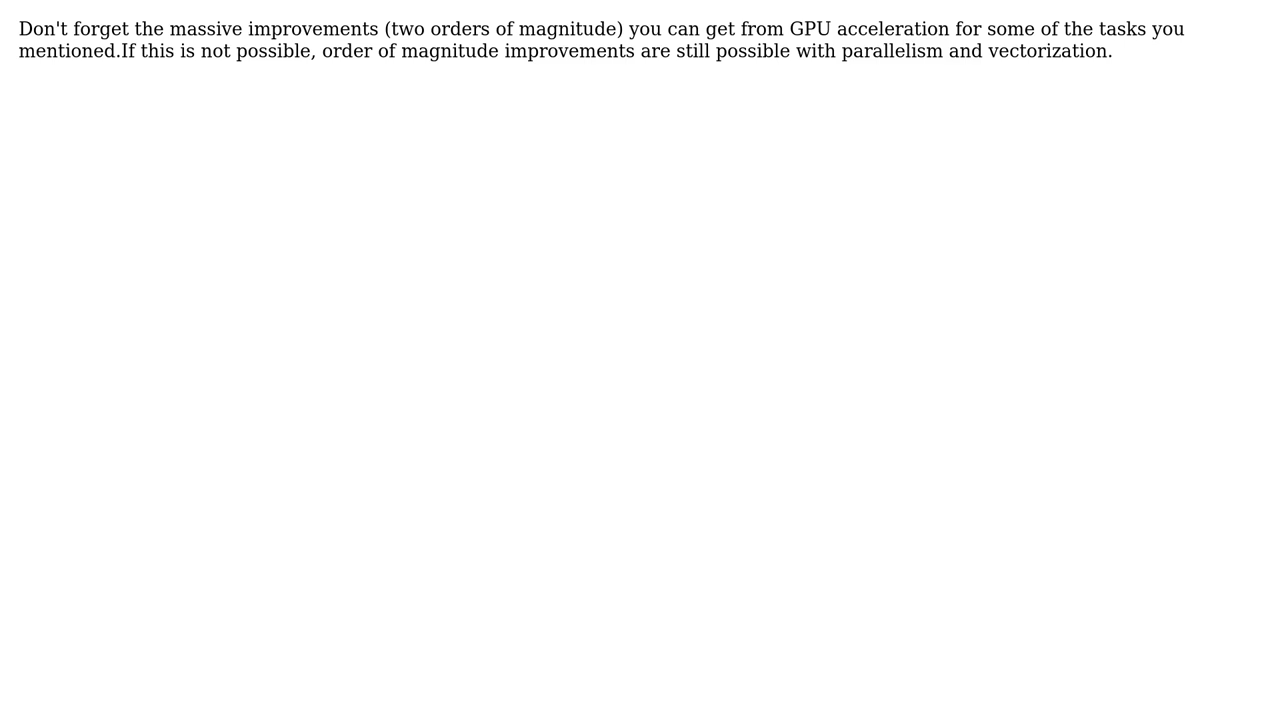 Don't forget the massive improvements (two orders of magnitude) you can get from GPU acceleration for some of the tasks you
mentioned.If this is not possible, order of magnitude improvements are still possible with parallelism and vectorization.